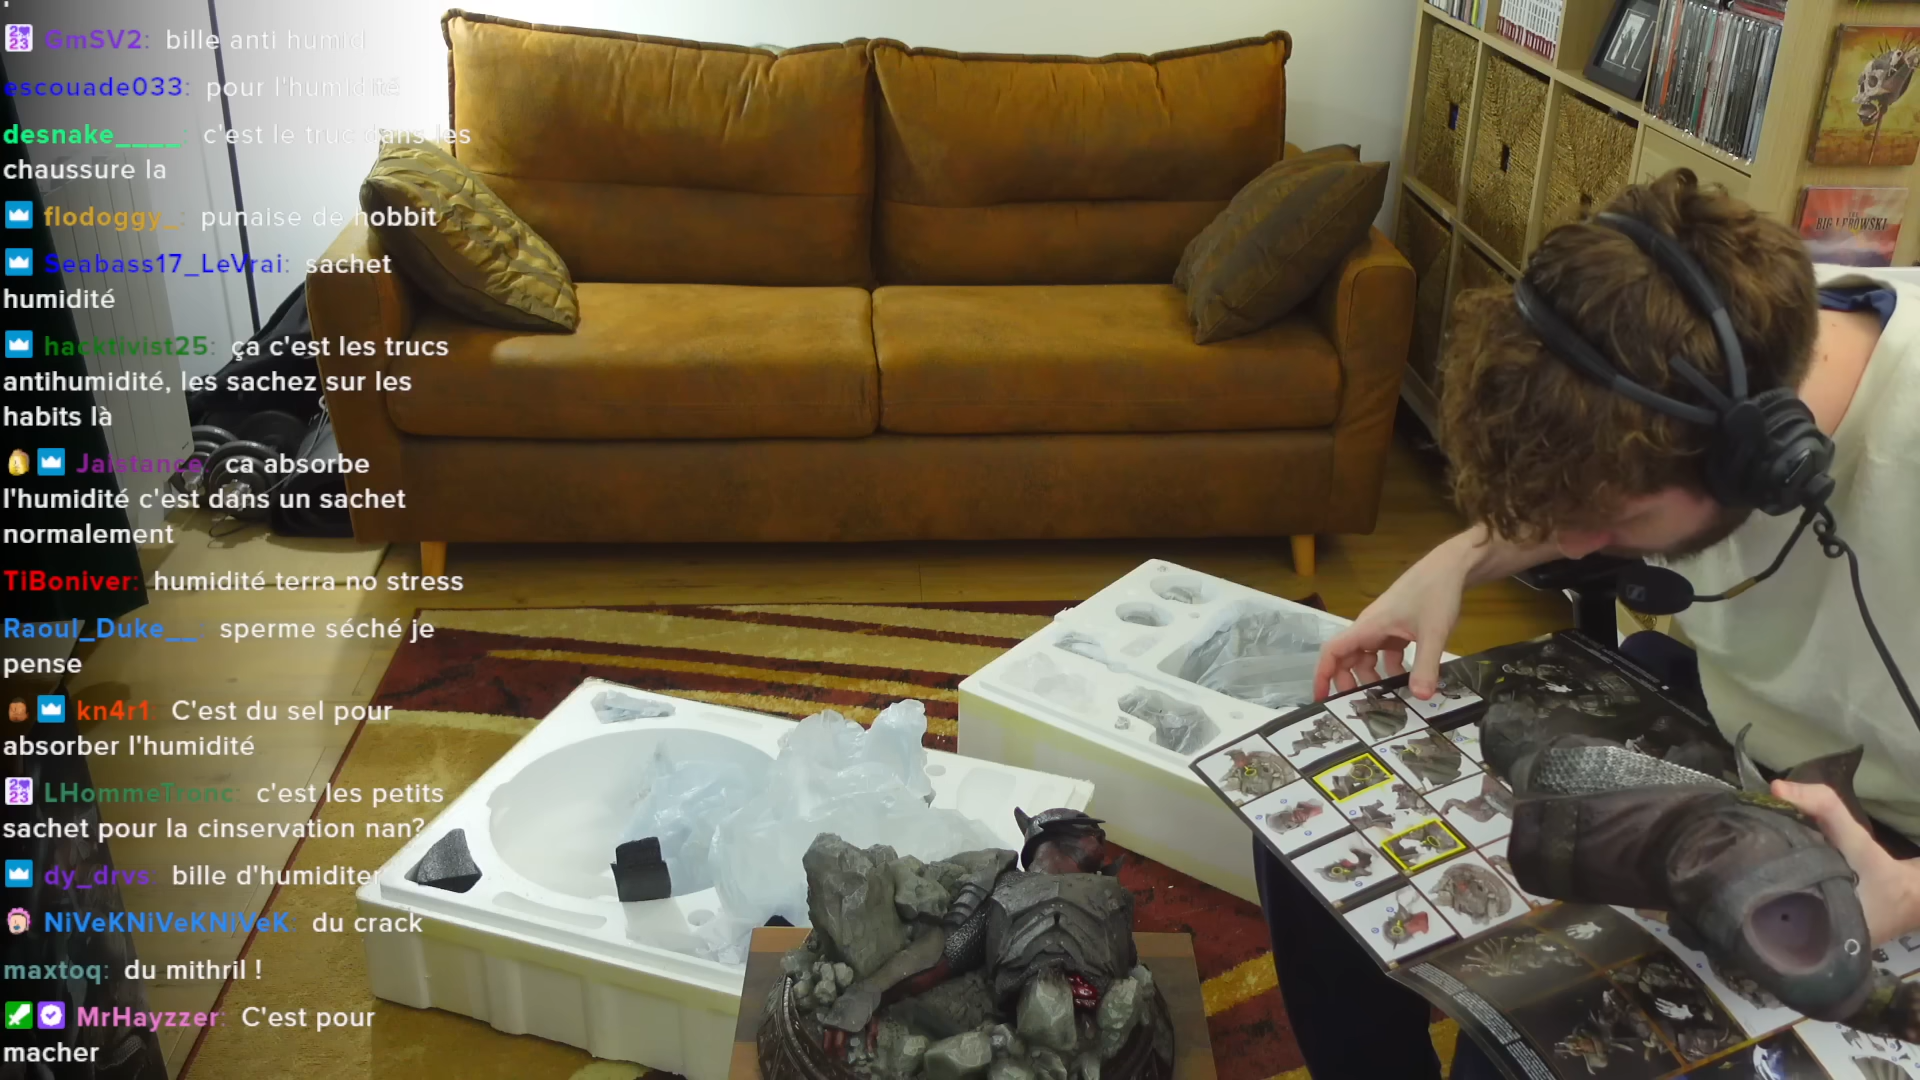 GmSV2: bille anti humid
escouade033: pour l'humidité
desnake____: c'est le truc dans les
chaussure la
flodoggy_: punaise de hobbit
Seabass17_LeVrai: sachet
humidité
hacktivist25: ça c'est les trucs
antihumidité, les sachez sur les
habits là
Jaistance: ca absorbe
l'humidité c'est dans un sachet
normalement
TiBoniver: humidité terra no stress
Raoul_Duke__: sperme séché je
pense
kn4r1: C'est du sel pour
absorber l'humidité
LHommeTronc: c'est les petits
sachet pour la cinservation nan?
dy_drvs: bille d'humiditer
NiVeKNiVeKNiVeK: du crack
maxtoq: du mithril !
MrHayzzer: C'est pour
macher
THE
BIG LEBOWSKI